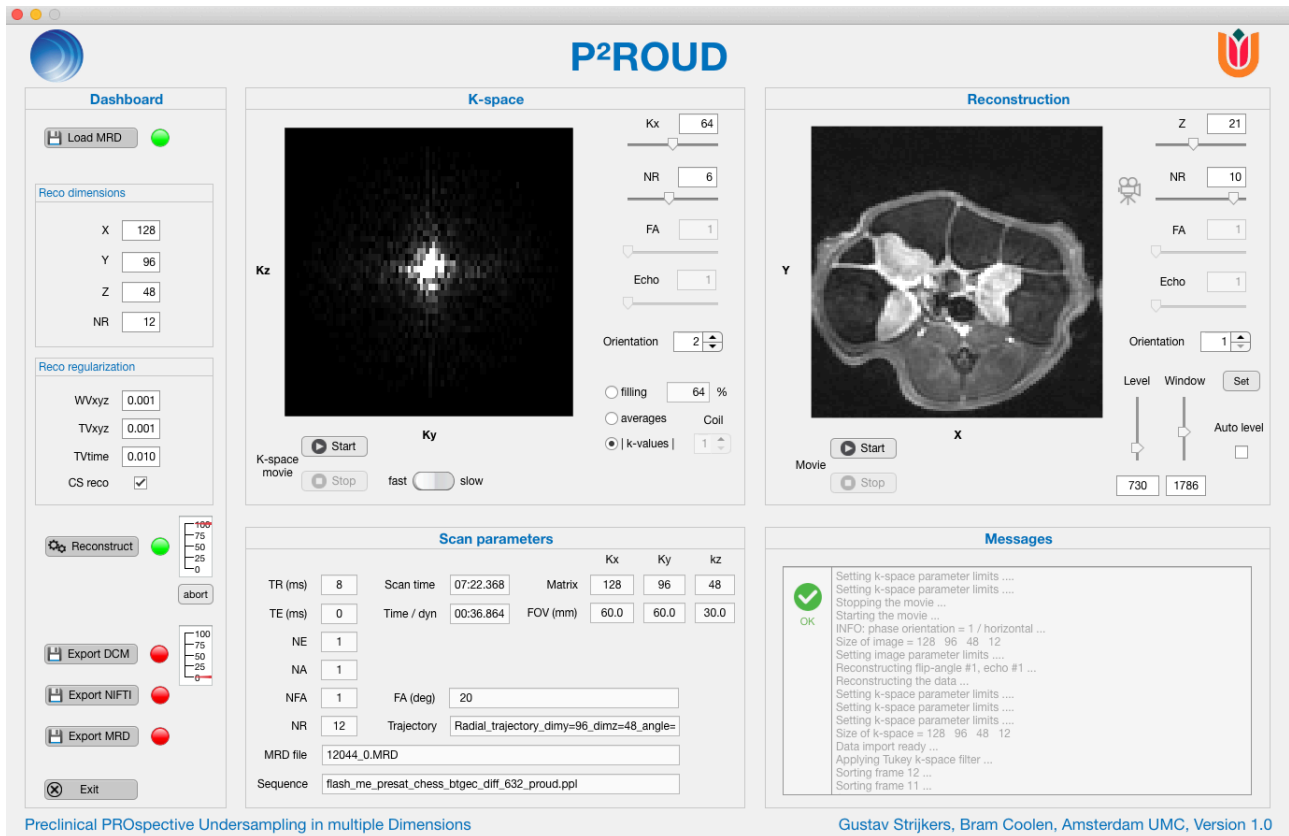 P²ROUD
Dashboard
Load MRD
Reco dimensions
X 128
Y 96
Z 48
NR 12
Reco regularization
WVxyz 0.001
TVxyz 0.001
TVtime 0.010
CS reco
Reconstruct
100
75
50
25
0
abort
Export DCM
100
75
50
25
0
Export NIFTI
Export MRD
Exit
K-space
Kz
Ky
Kx 64
NR 6
FA 1
Echo 1
Orientation 2
filling 64 %
averages Coil
| k-values | 1
K-space
movie
Start
Stop
fast slow
Reconstruction
Y
X
Z 21
NR 10
FA 1
Echo 1
Orientation 1
Level Window Set
Auto level
730 1786
Movie
Start
Stop
Scan parameters
Kx Ky kz
TR (ms) 8 Scan time 07:22.368 Matrix 128 96 48
TE (ms) 0 Time / dyn 00:36.864 FOV (mm) 60.0 60.0 30.0
NE 1
NA 1
NFA 1 FA (deg) 20
NR 12 Trajectory Radial_trajectory_dimy=96_dimz=48_angle=
MRD file 12044_0.MRD
Sequence flash_me_presat_chess_btgec_diff_632_proud.ppl
Messages
OK
Setting k-space parameter limits ....
Setting k-space parameter limits ....
Stopping the movie ...
Starting the movie ...
INFO: phase orientation = 1 / horizontal ...
Size of image = 128 96 48 12
Setting image parameter limits ....
Reconstructing flip-angle #1, echo #1 ...
Reconstructing the data ...
Setting k-space parameter limits ....
Setting k-space parameter limits ....
Setting k-space parameter limits ....
Size of k-space = 128 96 48 12
Data import ready ...
Applying Tukey k-space filter ...
Sorting frame 12 ...
Sorting frame 11 ...
Preclinical PROspective Undersampling in multiple Dimensions
Gustav Strijkers, Bram Coolen, Amsterdam UMC, Version 1.0